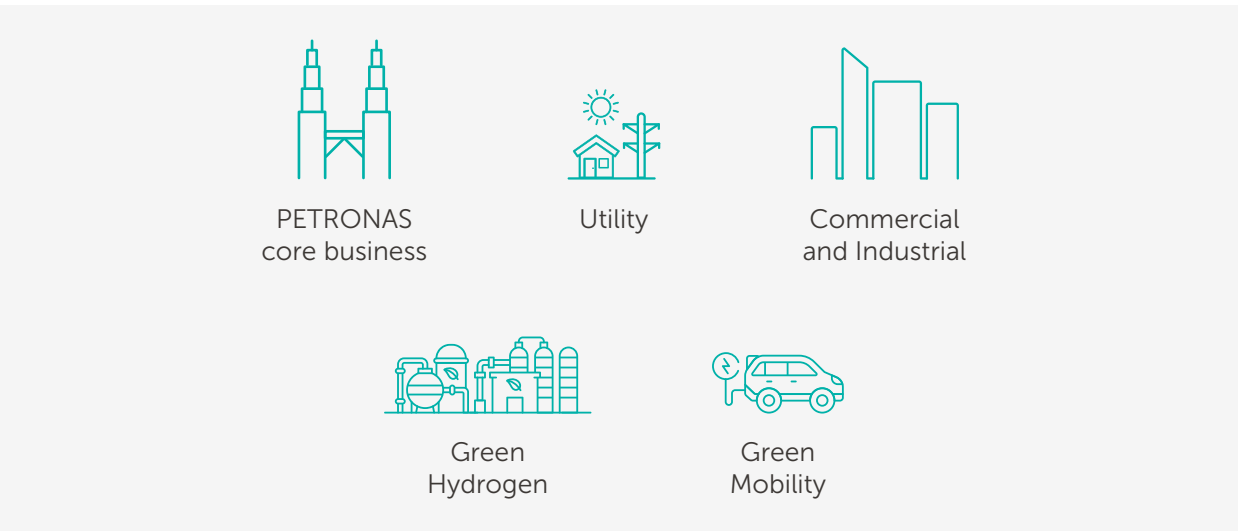 PETRONAS
core business
Utility
Commercial
and Industrial
Green
Hydrogen
Green
Mobility